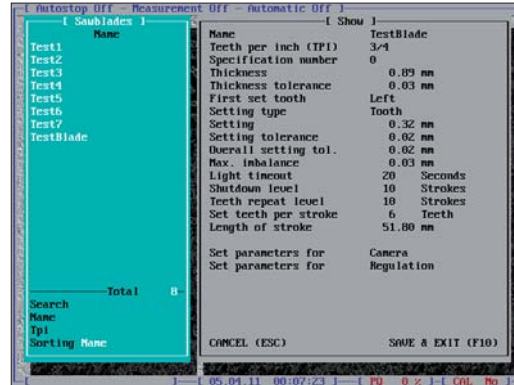 [ Autostop Off - Measurement Off - Automatic Off ]
[ Sawblades ]
Name
Test1
Test2
Test3
Test4
Test5
Test6
Test7
TestBlade
Total 8
Search
Name
Tpi
Sorting Name
[ Show ]
Name TestBlade
Teeth per inch (TPI) 3/4
Specification number 0
Thickness 0.89 mm
Thickness tolerance 0.03 mm
First set tooth Left
Setting type Tooth
Setting 0.32 mm
Setting tolerance 0.02 mm
Overall setting tol. 0.02 mm
Max. imbalance 0.03 mm
Light timeout 20 Seconds
Shutdown level 10 Strokes
Teeth repeat level 10 Strokes
Set teeth per stroke 6 Teeth
Length of stroke 51.80 mm
Set parameters for Camera
Set parameters for Regulation
CANCEL (ESC) SAVE & EXIT (F10)
[ 05.04.11 00:07:23 ] [ PQ 0 % ] [ CAL No ]